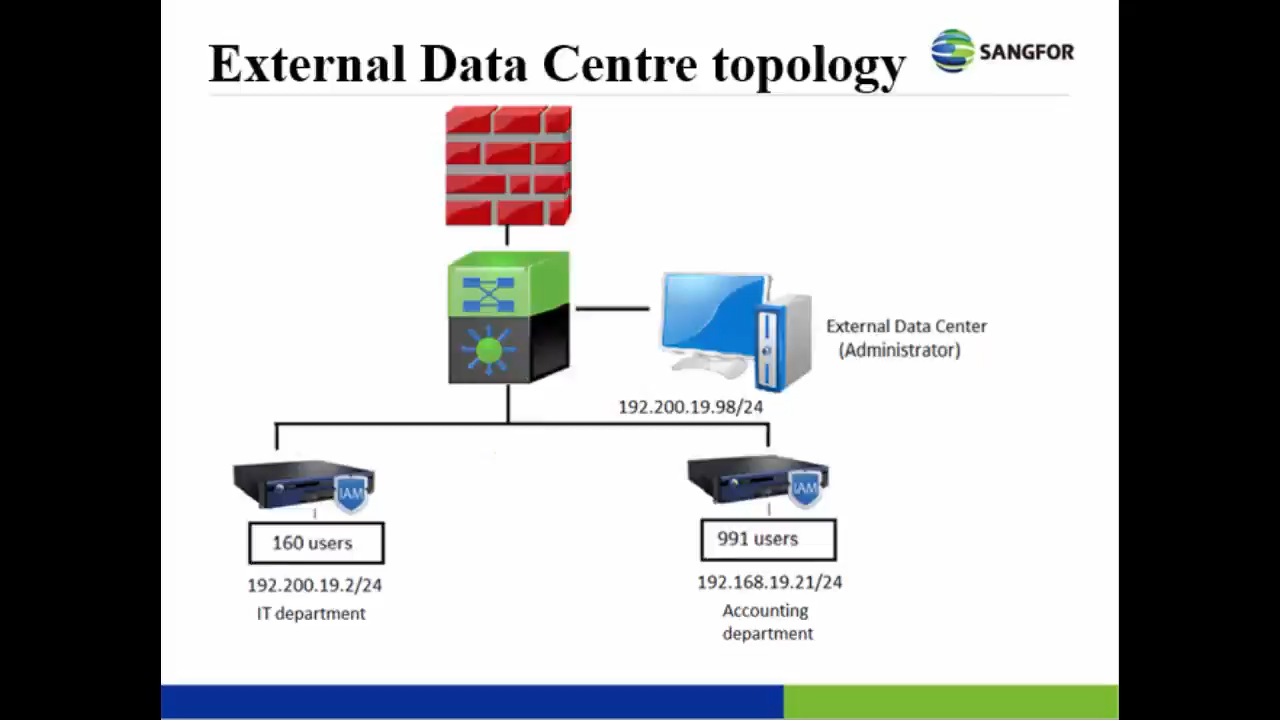 External Data Centre topology
SANGFOR
External Data Center
(Administrator)
192.200.19.98/24
IAM
IAM
160 users
991 users
192.200.19.2/24
192.168.19.21/24
IT department
Accounting
department